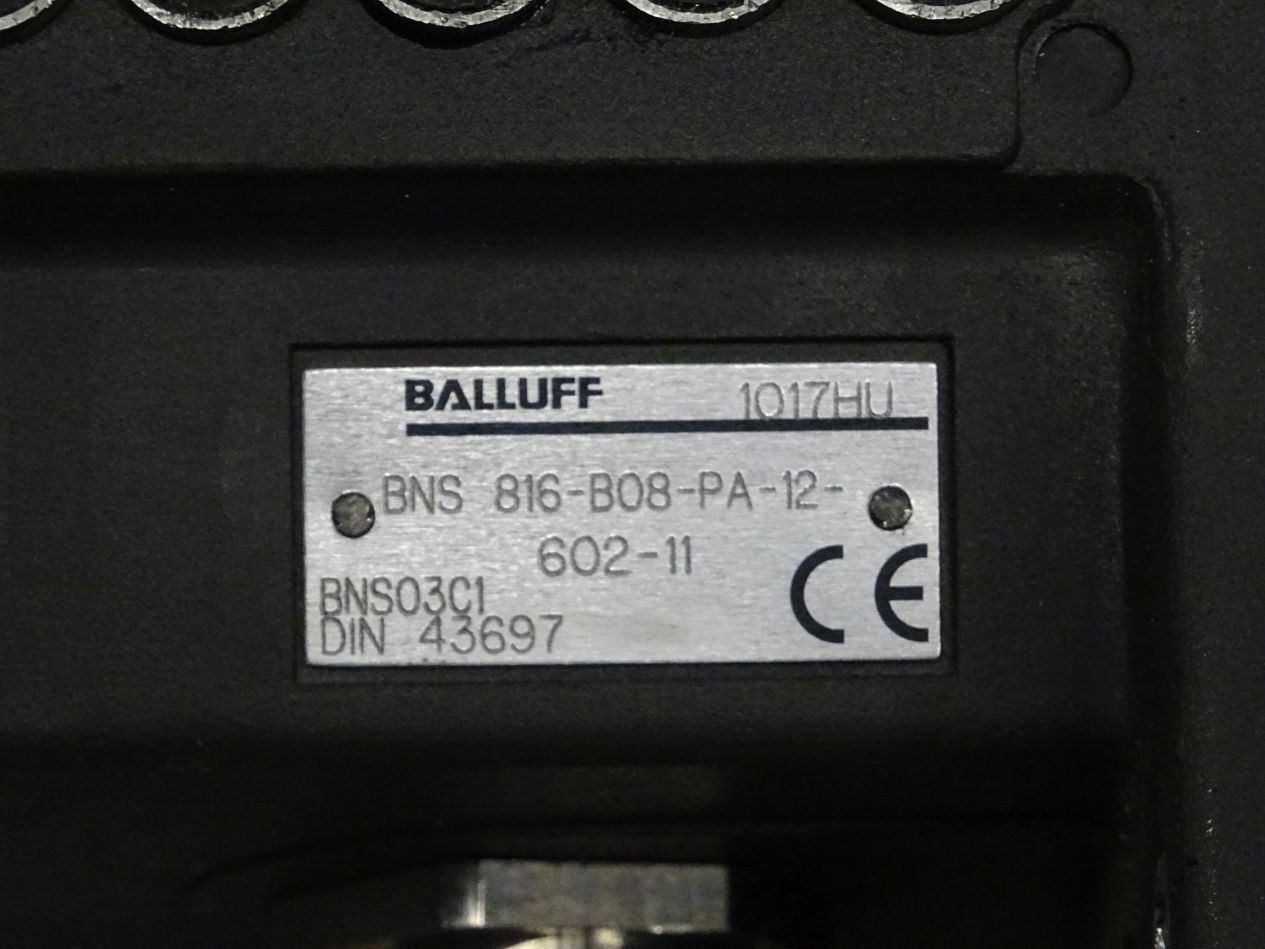 BALLUFF 1017HU
BNS 816-B08-PA-12-
602-11
BNS03C1
DIN 43697
CE